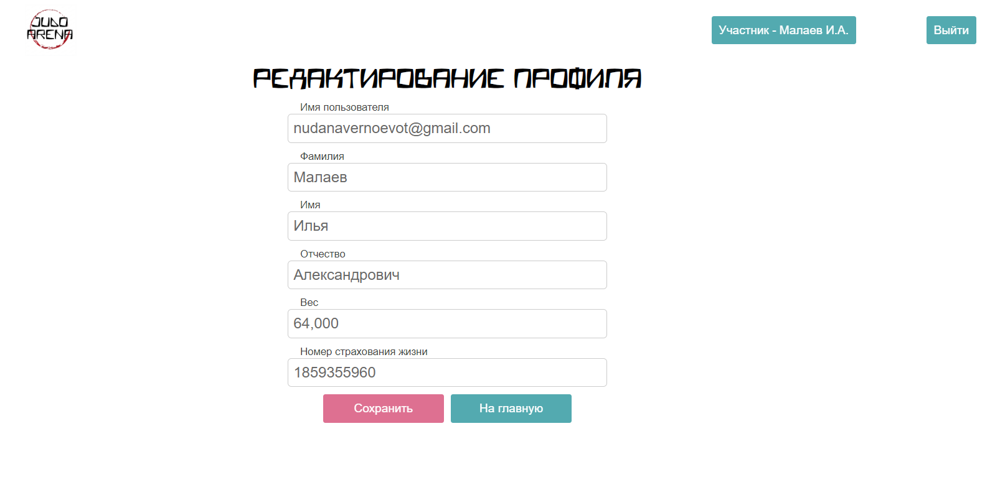 JUDO
ARENA
Участник - Малаев И.А.
Выйти
РЕДАКТИРОВАНИЕ ПРОФИЛЯ
Имя пользователя
nudanavernoevot@gmail.com
Фамилия
Малаев
Имя
Илья
Отчество
Александрович
Вес
64,000
Номер страхования жизни
1859355960
Сохранить
На главную